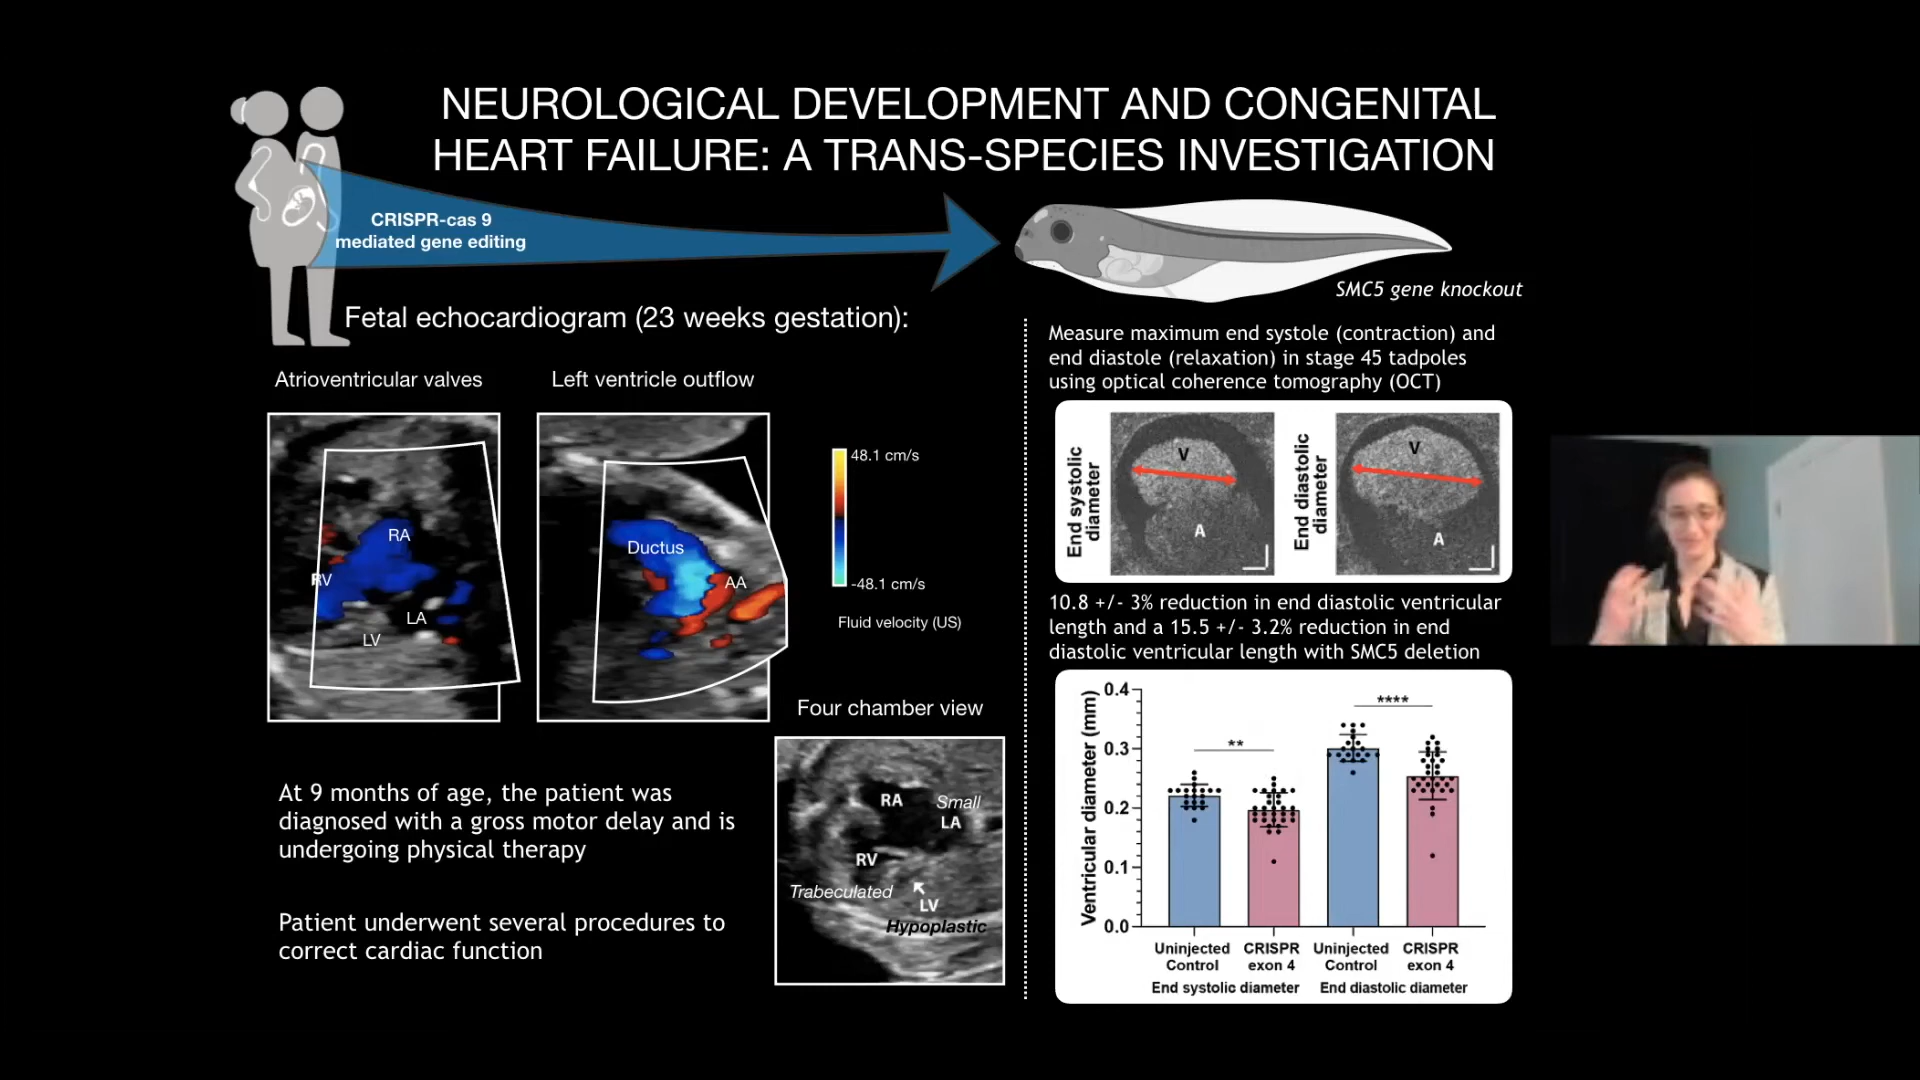 NEUROLOGICAL DEVELOPMENT AND CONGENITAL
HEART FAILURE: A TRANS-SPECIES INVESTIGATION
CRISPR-cas 9
mediated gene editing
SMC5 gene knockout
Fetal echocardiogram (23 weeks gestation):
Atrioventricular valves
Left ventricle outflow
RA
RV
LA
LV
Ductus
AA
48.1 cm/s
-48.1 cm/s
Fluid velocity (US)
Four chamber view
RA
Small
LA
RV
Trabeculated
LV
Hypoplastic
At 9 months of age, the patient was
diagnosed with a gross motor delay and is
undergoing physical therapy
Patient underwent several procedures to
correct cardiac function
Measure maximum end systole (contraction) and
end diastole (relaxation) in stage 45 tadpoles
using optical coherence tomography (OCT)
End systolic
diameter
V
A
End diastolic
diameter
V
A
10.8 +/- 3% reduction in end diastolic ventricular
length and a 15.5 +/- 3.2% reduction in end
diastolic ventricular length with SMC5 deletion
Ventricular diameter (mm)
0.4
0.3
0.2
0.1
0.0
**
****
Uninjected
Control
CRISPR
exon 4
Uninjected
Control
CRISPR
exon 4
End systolic diameter
End diastolic diameter